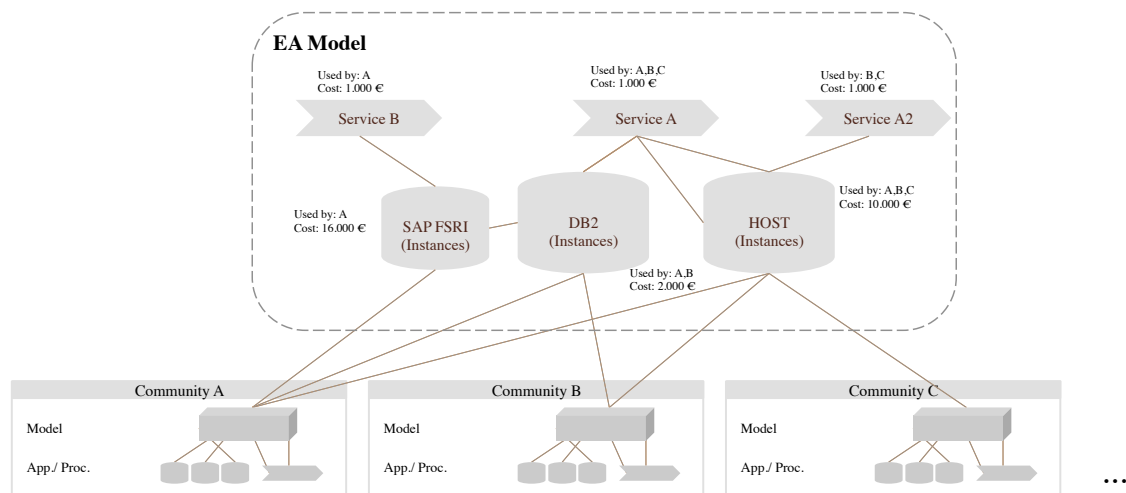 EA Model
Used by: A
Cost: 1.000 €
Used by: A,B,C
Cost: 1.000 €
Used by: B,C
Cost: 1.000 €
Service B
Service A
Service A2
Used by: A
Cost: 16.000 €
SAP FSRI
(Instances)
DB2
(Instances)
HOST
(Instances)
Used by: A,B,C
Cost: 10.000 €
Used by: A,B
Cost: 2.000 €
Community A
Model
App./ Proc.
Community B
Model
App./ Proc.
Community C
Model
App./ Proc.
...